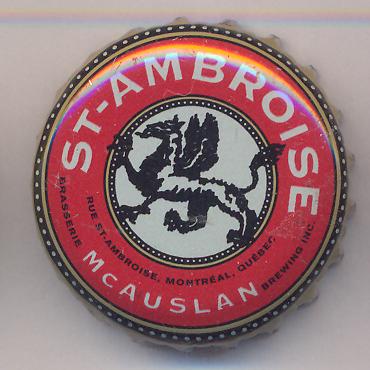 ST-AMBROISE
RUE ST-AMBROISE, MONTRÉAL, QUÉBEC
BRASSERIE McAUSLAN BREWING INC.